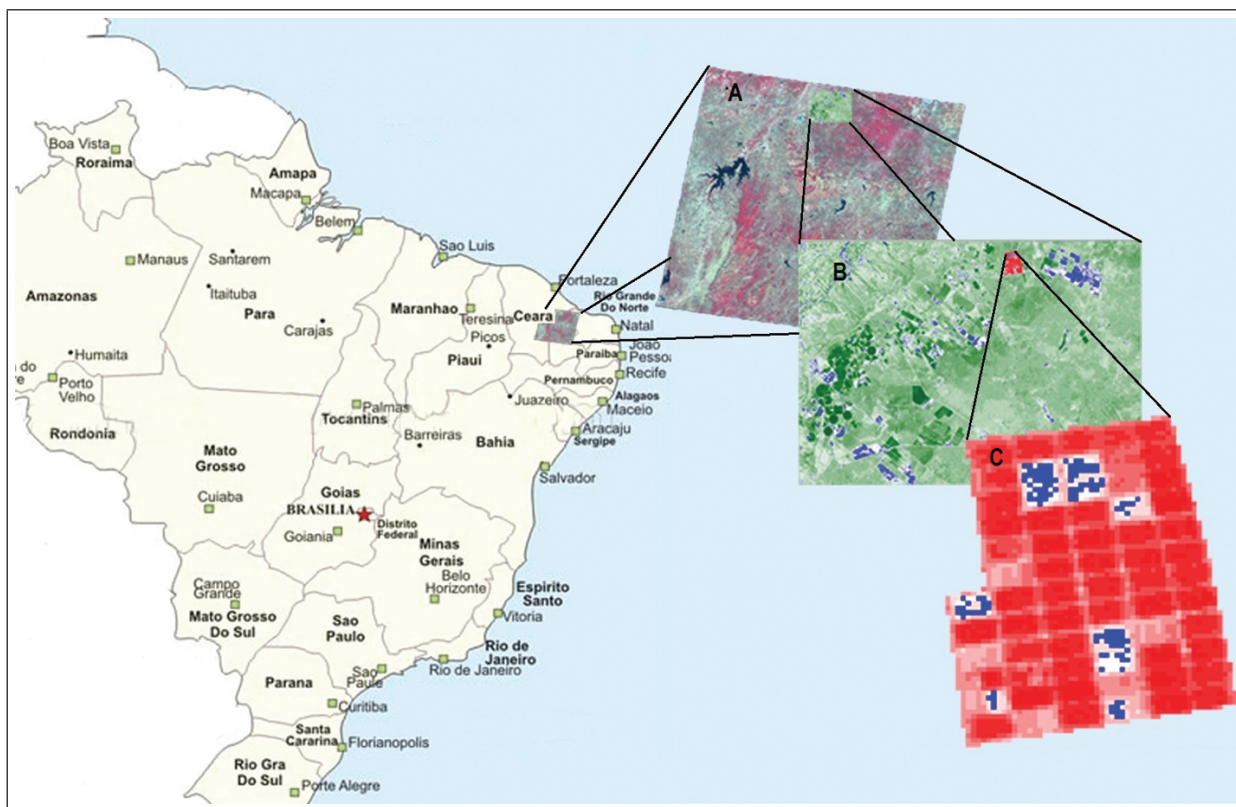 A
B
C
Boa Vista
Roraima
Amapa
Macapa
Belem
Sao Luis
Manaus
Santarem
Itaituba
Amazonas
Para
Carajas
Maranhao
Teresina
Picos
Ceara
Fortaleza
Rio Grande
Do Norte
Natal
Joao
Pessoa
Paraiba
Recife
Pernambuco
Alagaos
Maceio
Aracaju
Sergipe
Piaui
Juazeiro
Humaita
do
Porto
Velho
Rondonia
Tocantins
Palmas
Barreiras
Bahia
Salvador
Mato
Grosso
Cuiaba
Goias
BRASILIA
Distrito
Federal
Goiania
Minas
Gerais
Belo
Horizonte
Espirito
Santo
Vitoria
Campo
Grande
Mato Grosso
Do Sul
Sao
Paulo
Rio de
Janeiro
Rio de Janeiro
Sao
Paule
Parana
Curitiba
Santa
Cararina
Florianopolis
Rio Gra
Do Sul
Porte Alegre